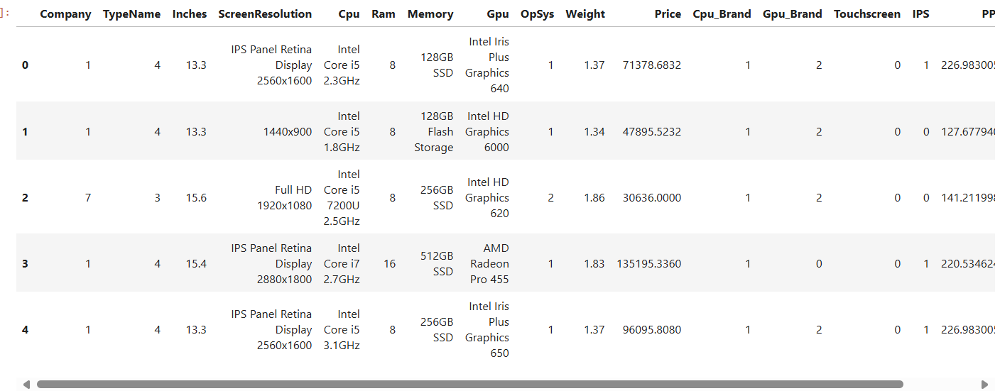 ]:
Company TypeName Inches ScreenResolution Cpu Ram Memory Gpu OpSys Weight Price Cpu_Brand Gpu_Brand Touchscreen IPS PP
0 1 4 13.3 IPS Panel Retina Display 2560x1600 Intel Core i5 2.3GHz 8 128GB SSD Intel Iris Plus Graphics 640 1 1.37 71378.6832 1 2 0 1 226.983005
1 1 4 13.3 1440x900 Intel Core i5 1.8GHz 8 128GB Flash Storage Intel HD Graphics 6000 1 1.34 47895.5232 1 2 0 0 127.677940
2 7 3 15.6 Full HD 1920x1080 Intel Core i5 7200U 2.5GHz 8 256GB SSD Intel HD Graphics 620 2 1.86 30636.0000 1 2 0 0 141.211998
3 1 4 15.4 IPS Panel Retina Display 2880x1800 Intel Core i7 2.7GHz 16 512GB SSD AMD Radeon Pro 455 1 1.83 135195.3360 1 0 0 1 220.534624
4 1 4 13.3 IPS Panel Retina Display 2560x1600 Intel Core i5 3.1GHz 8 256GB SSD Intel Iris Plus Graphics 650 1 1.37 96095.8080 1 2 0 1 226.983005